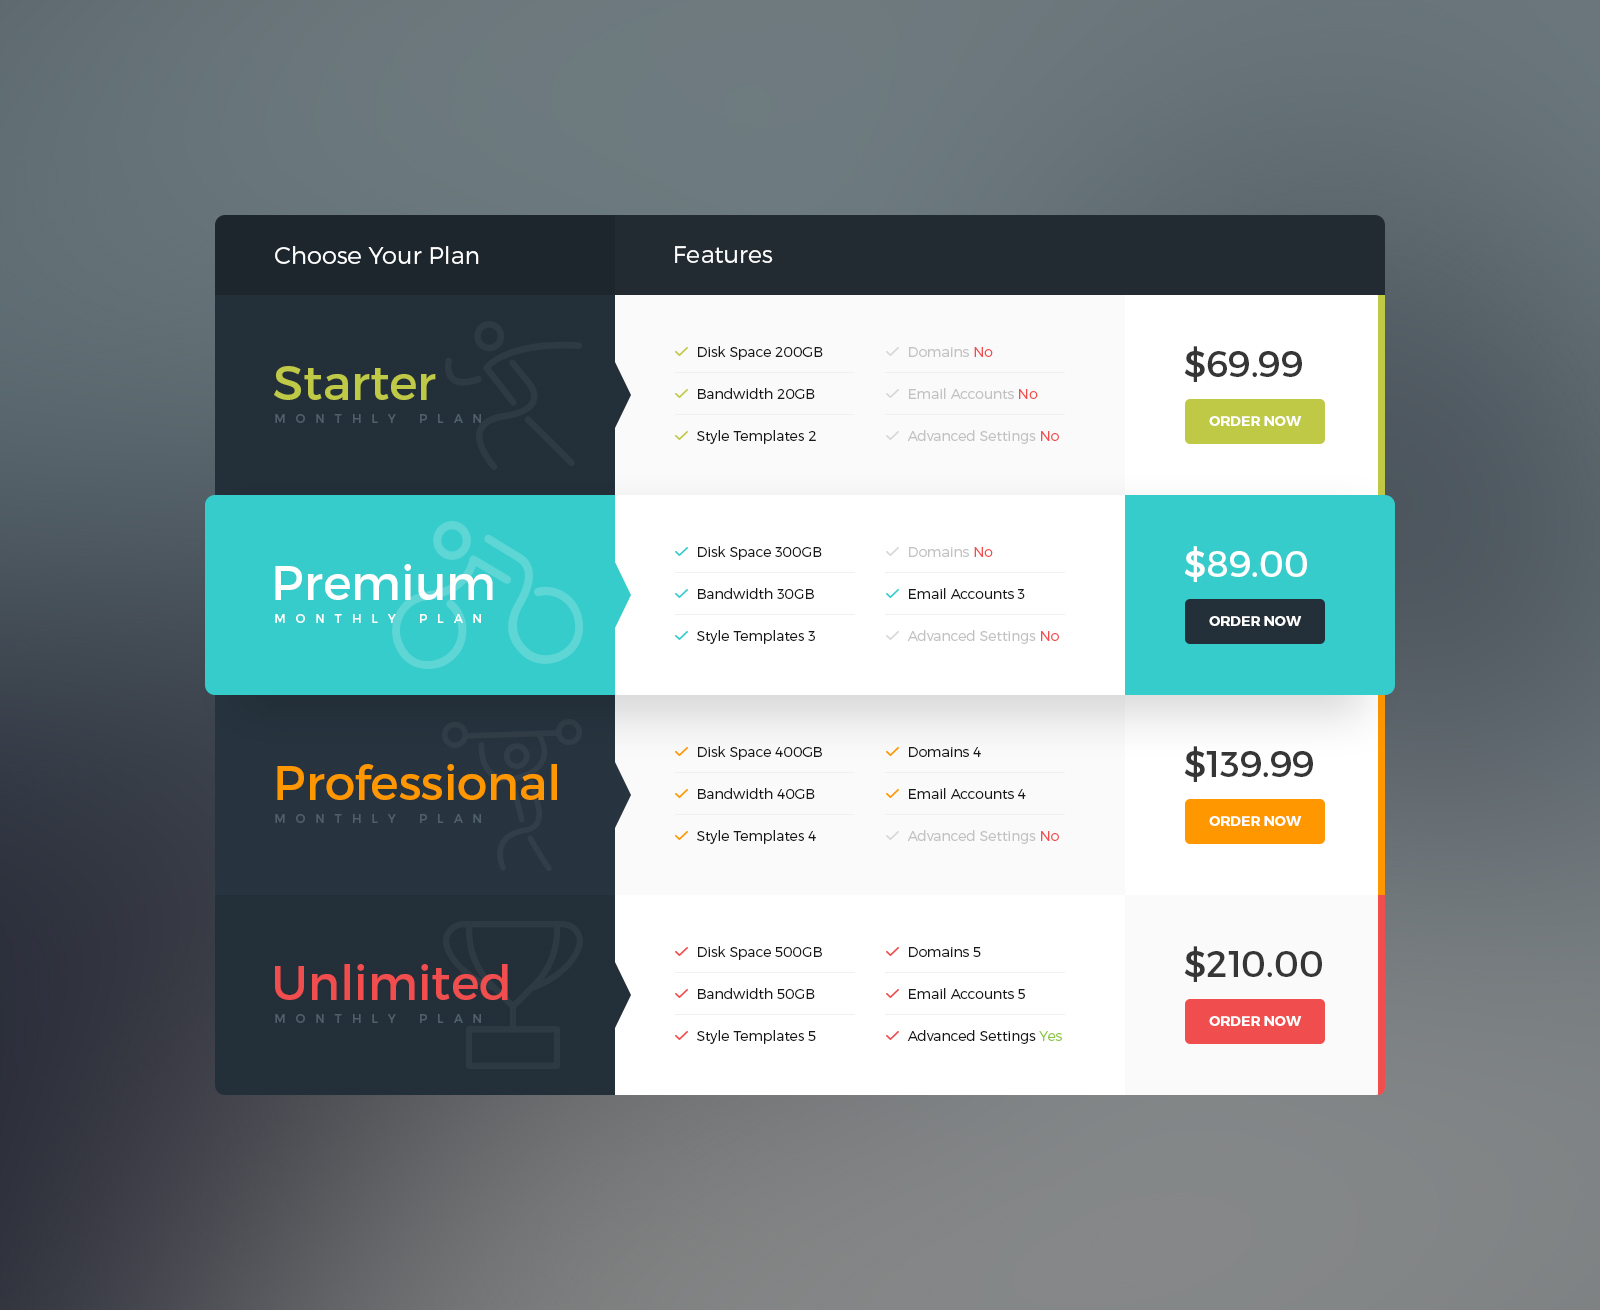 Choose Your Plan
Features
Starter
MONTHLY PLAN
Disk Space 200GB
Domains No
Bandwidth 20GB
Email Accounts No
Style Templates 2
Advanced Settings No
$69.99
ORDER NOW
Premium
MONTHLY PLAN
Disk Space 300GB
Domains No
Bandwidth 30GB
Email Accounts 3
Style Templates 3
Advanced Settings No
$89.00
ORDER NOW
Professional
MONTHLY PLAN
Disk Space 400GB
Domains 4
Bandwidth 40GB
Email Accounts 4
Style Templates 4
Advanced Settings No
$139.99
ORDER NOW
Unlimited
MONTHLY PLAN
Disk Space 500GB
Domains 5
Bandwidth 50GB
Email Accounts 5
Style Templates 5
Advanced Settings Yes
$210.00
ORDER NOW